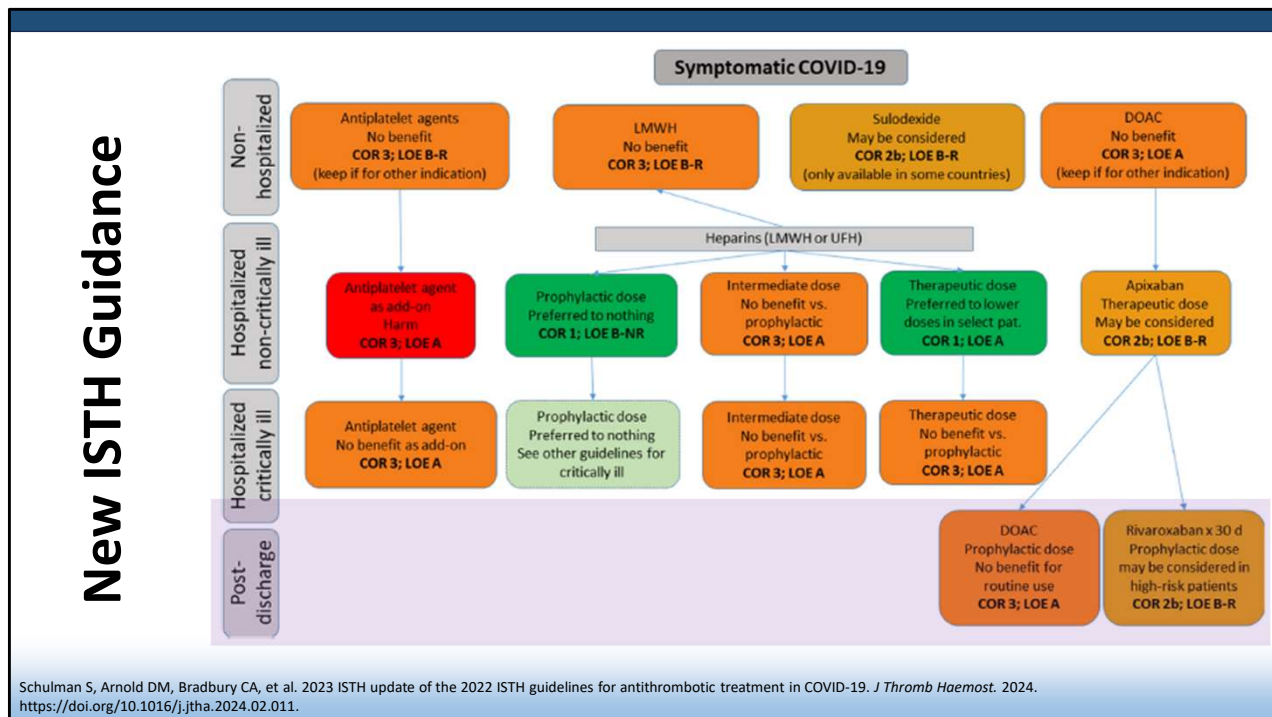 New ISTH Guidance
Symptomatic COVID-19
Non-
hospitalized
Antiplatelet agents
No benefit
COR 3; LOE B-R
(keep if for other indication)
LMWH
No benefit
COR 3; LOE B-R
Sulodexide
May be considered
COR 2b; LOE B-R
(only available in some countries)
DOAC
No benefit
COR 3; LOE A
(keep if for other indication)
Heparins (LMWH or UFH)
Hospitalized
non-critically ill
Antiplatelet agent
as add-on
Harm
COR 3; LOE A
Prophylactic dose
Preferred to nothing
COR 1; LOE B-NR
Intermediate dose
No benefit vs.
prophylactic
COR 3; LOE A
Therapeutic dose
Preferred to lower
doses in select pat.
COR 1; LOE A
Apixaban
Therapeutic dose
May be considered
COR 2b; LOE B-R
Hospitalized
critically ill
Antiplatelet agent
No benefit as add-on
COR 3; LOE A
Prophylactic dose
Preferred to nothing
See other guidelines for
critically ill
Intermediate dose
No benefit vs.
prophylactic
COR 3; LOE A
Therapeutic dose
No benefit vs.
prophylactic
COR 3; LOE A
Post-
discharge
DOAC
Prophylactic dose
No benefit for
routine use
COR 3; LOE A
Rivaroxaban x 30 d
Prophylactic dose
may be considered in
high-risk patients
COR 2b; LOE B-R
Schulman S, Arnold DM, Bradbury CA, et al. 2023 ISTH update of the 2022 ISTH guidelines for antithrombotic treatment in COVID-19. J Thromb Haemost. 2024.
https://doi.org/10.1016/j.jtha.2024.02.011.